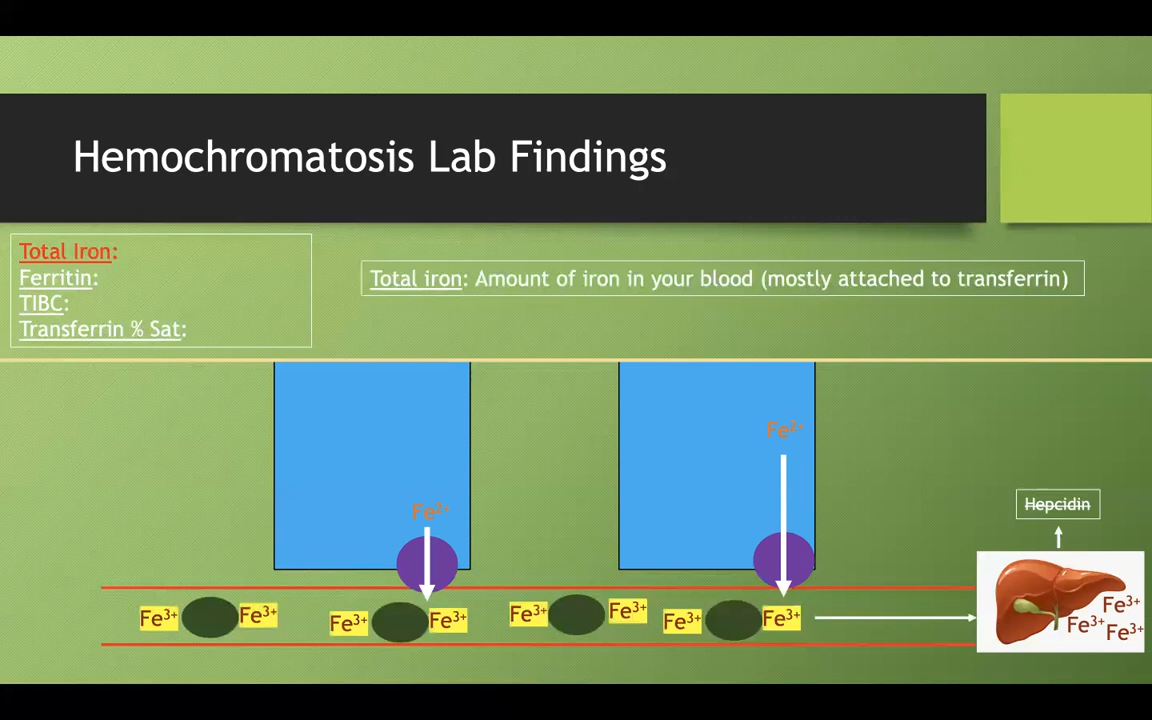 Hemochromatosis Lab Findings
Total Iron:
Ferritin:
TIBC:
Transferrin % Sat:
Total iron: Amount of iron in your blood (mostly attached to transferrin)
Fe²⁺
Fe²⁺
Hepcidin
Fe³⁺ Fe³⁺ Fe³⁺ Fe³⁺ Fe³⁺ Fe³⁺ Fe³⁺ Fe³⁺
Fe³⁺
Fe³⁺ Fe³⁺